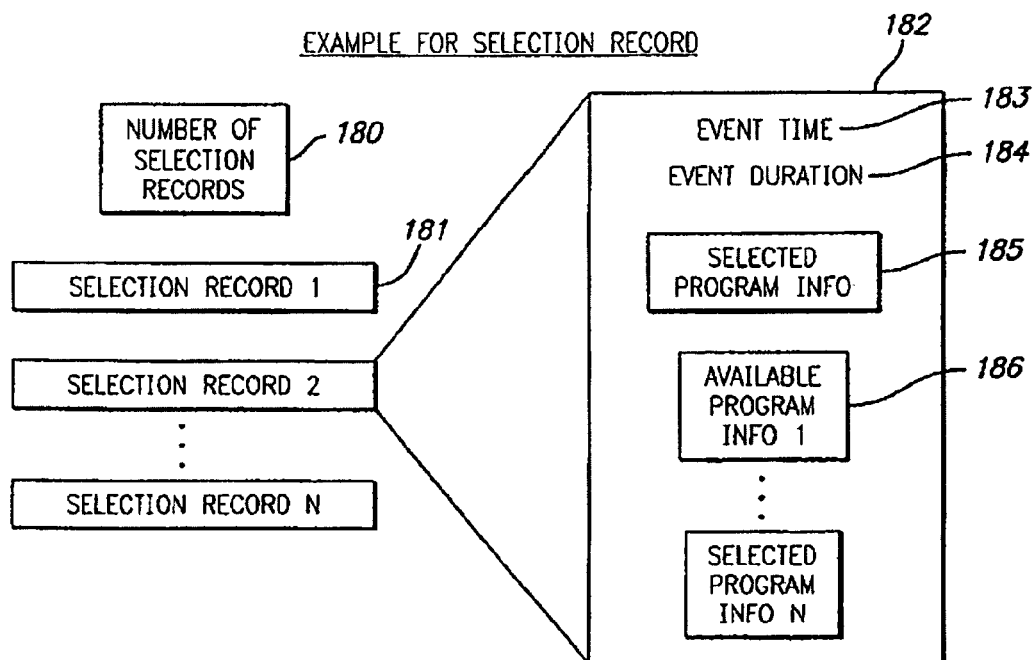 EXAMPLE FOR SELECTION RECORD
182
NUMBER OF
SELECTION
RECORDS
180
EVENT TIME
183
EVENT DURATION
184
181
SELECTION RECORD 1
SELECTED
PROGRAM INFO
185
SELECTION RECORD 2
AVAILABLE
PROGRAM
INFO 1
186
SELECTION RECORD N
SELECTED
PROGRAM
INFO N